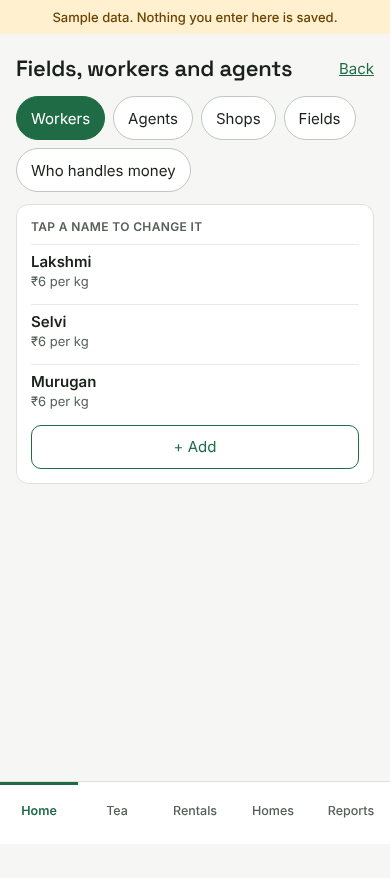 Sample data. Nothing you enter here is saved.
Fields, workers and agents
Back
Workers
Agents
Shops
Fields
Who handles money
TAP A NAME TO CHANGE IT
Lakshmi
₹6 per kg
Selvi
₹6 per kg
Murugan
₹6 per kg
+ Add
Home
Tea
Rentals
Homes
Reports